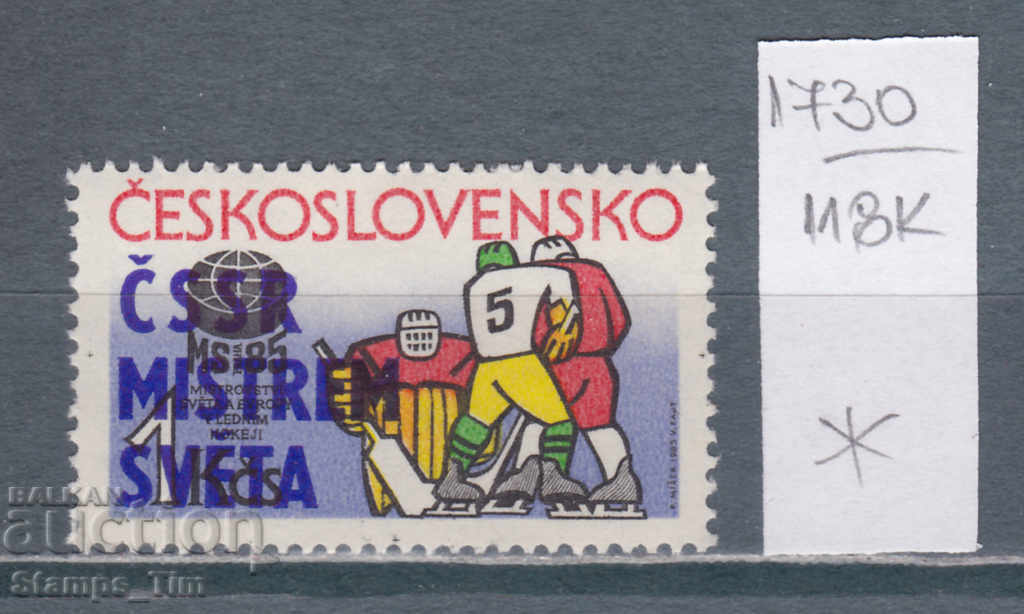 ČESKOSLOVENSKO
ČSSR
MISTREM
SVĚTA
MS 85
MISTROVSTVÍ
SVĚTA A EVROPY
V LEDNÍM
HOKEJI
1 Kčs
5
1730
118K
BALKAN
auction
Stamps_Tim